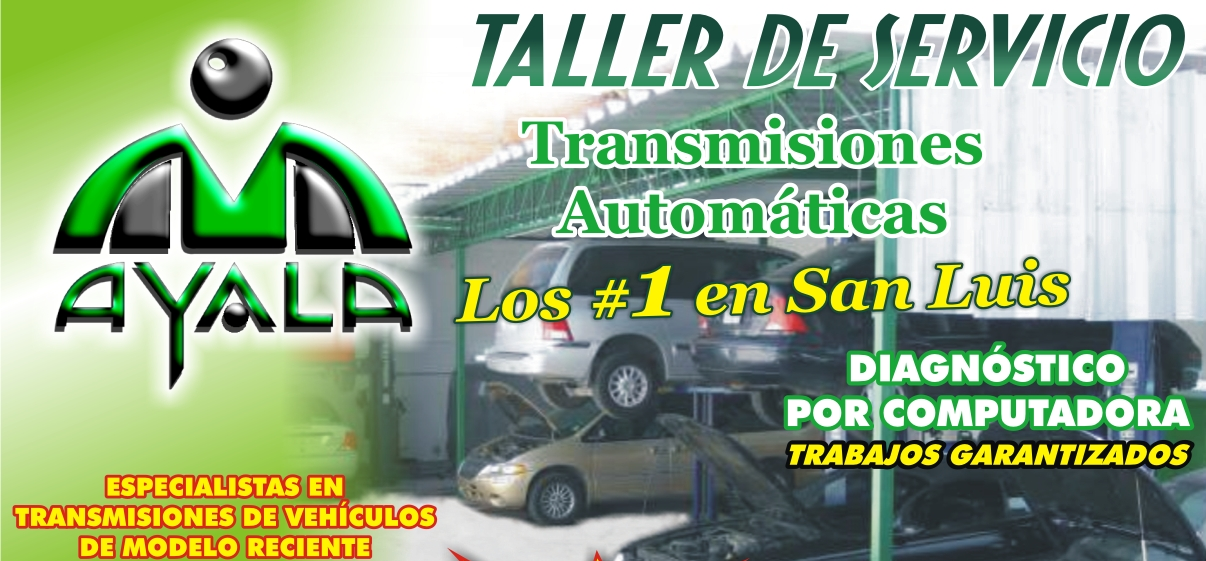 TALLER DE SERVICIO
Transmisiones
Automáticas
Los #1 en San Luis
AYALA
DIAGNÓSTICO
POR COMPUTADORA
TRABAJOS GARANTIZADOS
ESPECIALISTAS EN
TRANSMISIONES DE VEHÍCULOS
DE MODELO RECIENTE